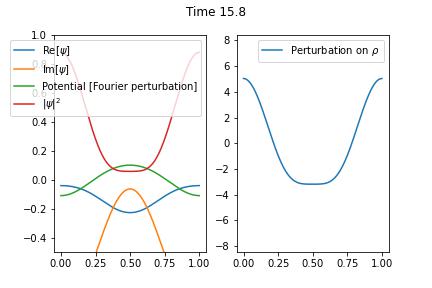 Time 15.8
1.0
0.8
0.6
0.4
0.2
0.0
−0.2
−0.4
Re[ψ]
Im[ψ]
Potential [Fourier perturbation]
|ψ|²
0.00 0.25 0.50 0.75 1.00
8
6
4
2
0
−2
−4
−6
−8
Perturbation on ρ
0.00 0.25 0.50 0.75 1.00